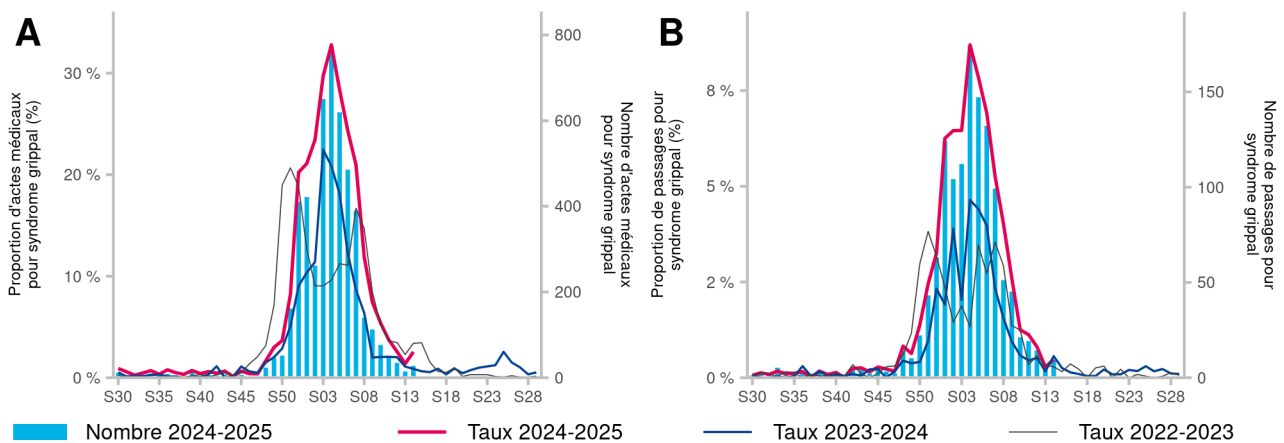 A
Proportion d'actes médicaux
pour syndrome grippal (%)
30 %
20 %
10 %
0 %
800
600
400
200
0
Nombre d'actes médicaux
pour syndrome grippal
S30 S35 S40 S45 S50 S03 S08 S13 S18 S23 S28
B
Proportion de passages pour
syndrome grippal (%)
8 %
5 %
2 %
0 %
150
100
50
0
Nombre de passages pour
syndrome grippal
S30 S35 S40 S45 S50 S03 S08 S13 S18 S23 S28
Nombre 2024-2025 Taux 2024-2025 Taux 2023-2024 Taux 2022-2023